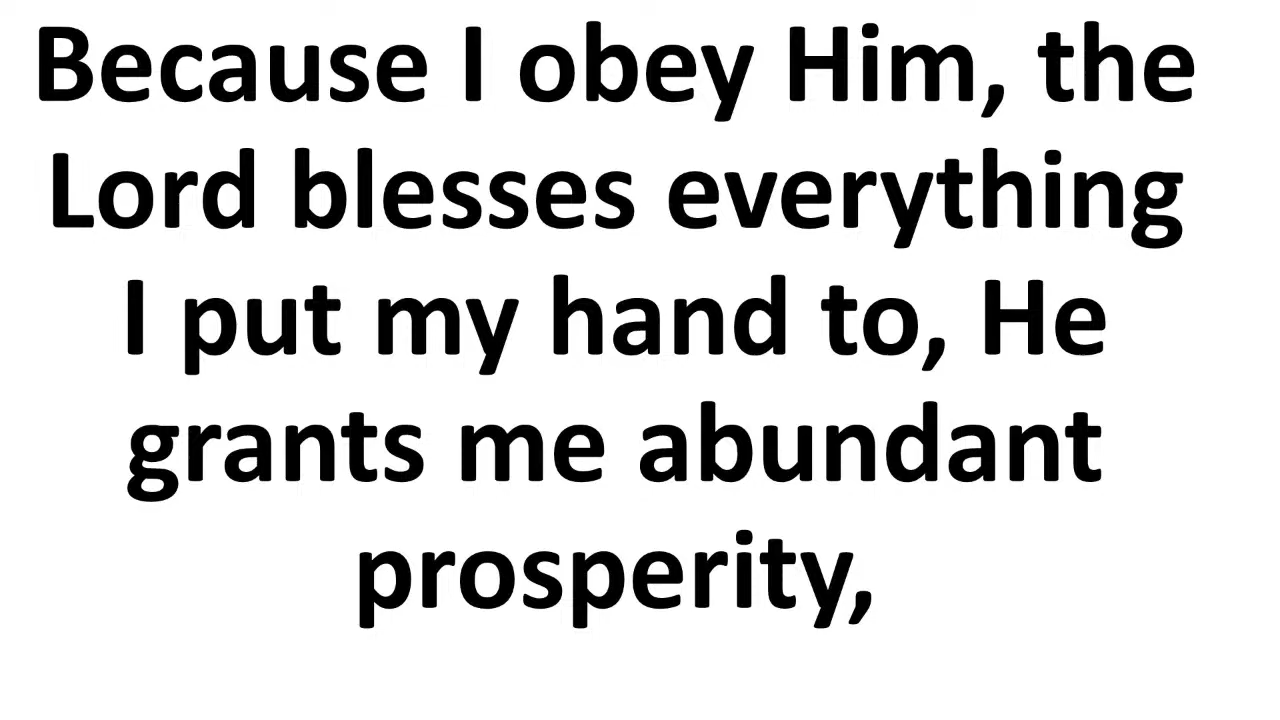 Because I obey Him, the
Lord blesses everything
I put my hand to, He
grants me abundant
prosperity,